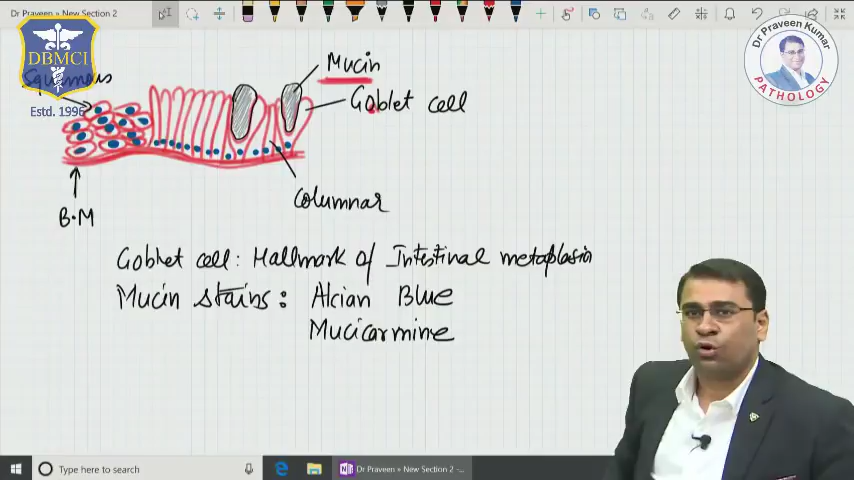 Dr Praveen » New Section 2
DBMCI
Estd. 1996
Dr Praveen Kumar
PATHOLOGY
Squamous
Mucin
Goblet cell
Columnar
B.M
Goblet cell: Hallmark of Intestinal metaplasia
Mucin stains: Alcian Blue
Mucicarmine
Type here to search
Dr Praveen » New Section 2 -...